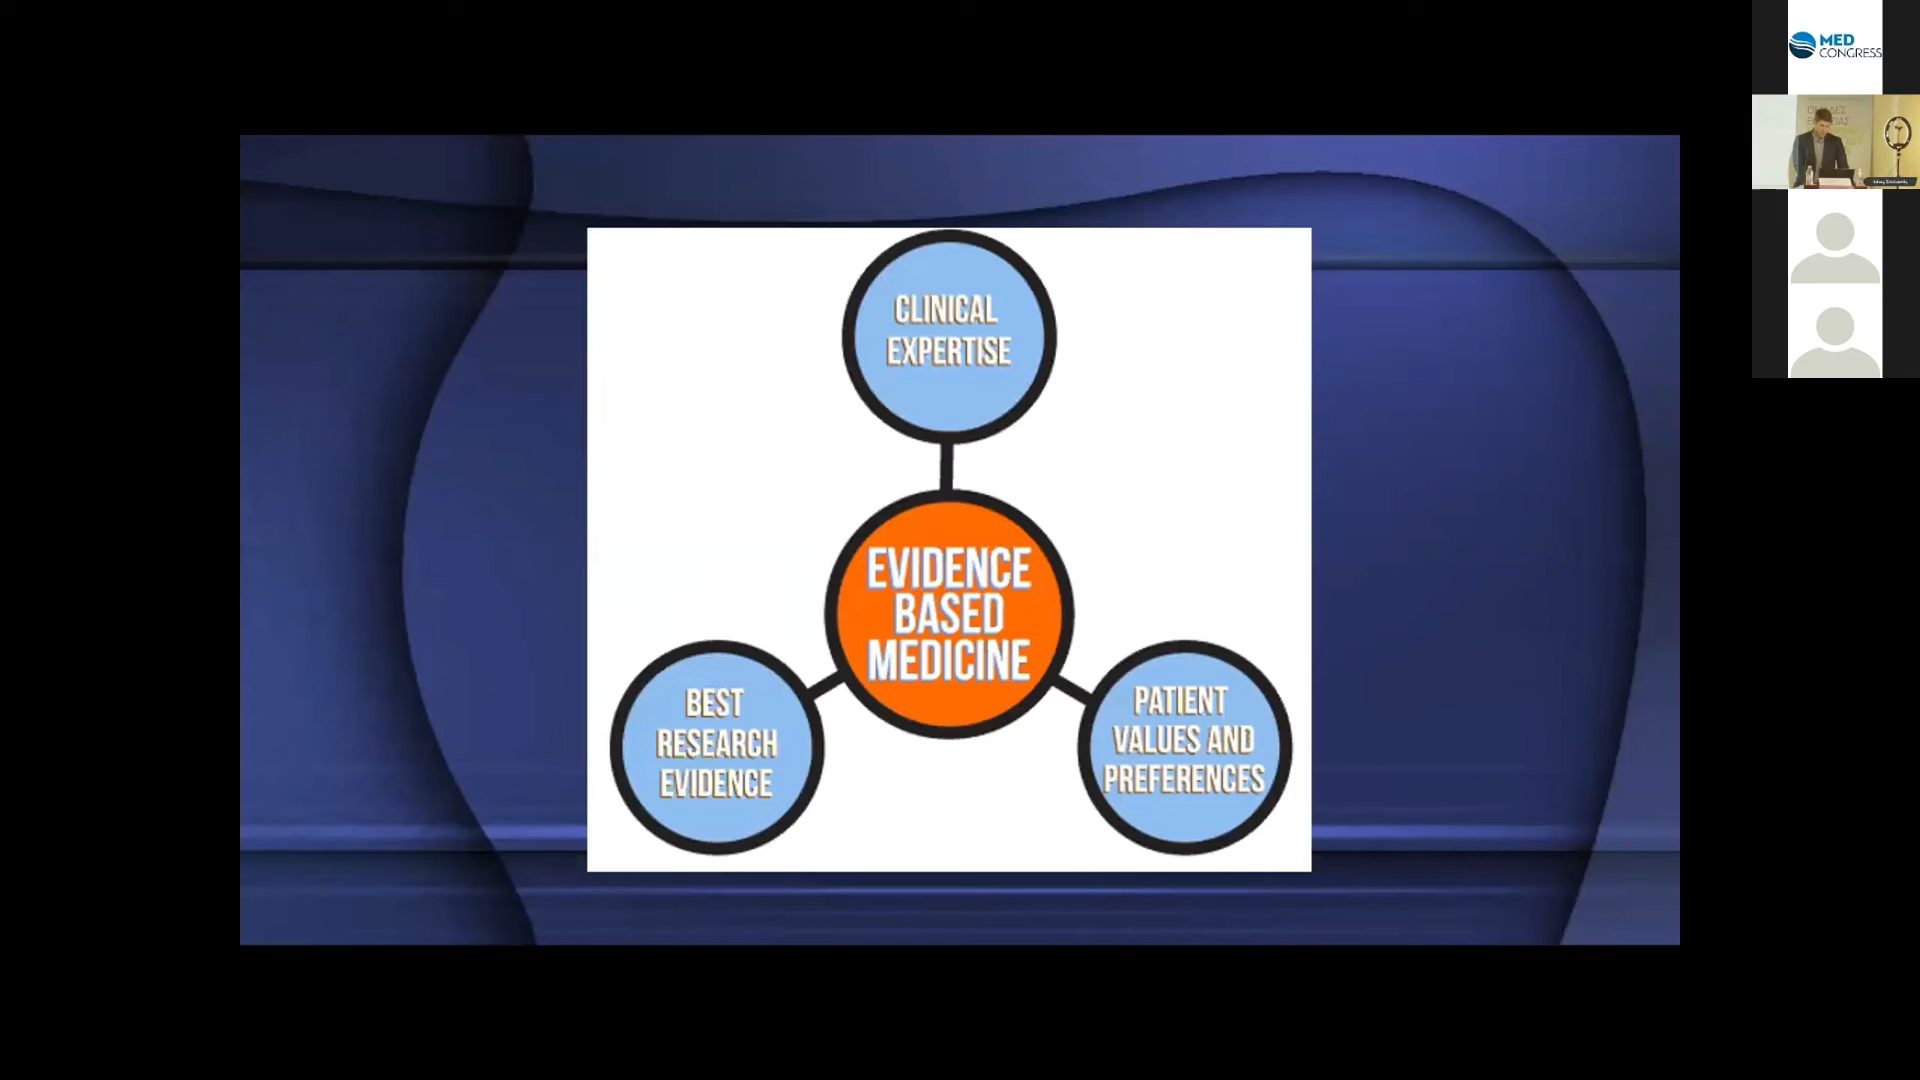 CLINICAL
EXPERTISE
EVIDENCE
BASED
MEDICINE
BEST
RESEARCH
EVIDENCE
PATIENT
VALUES AND
PREFERENCES
MED
CONGRESS